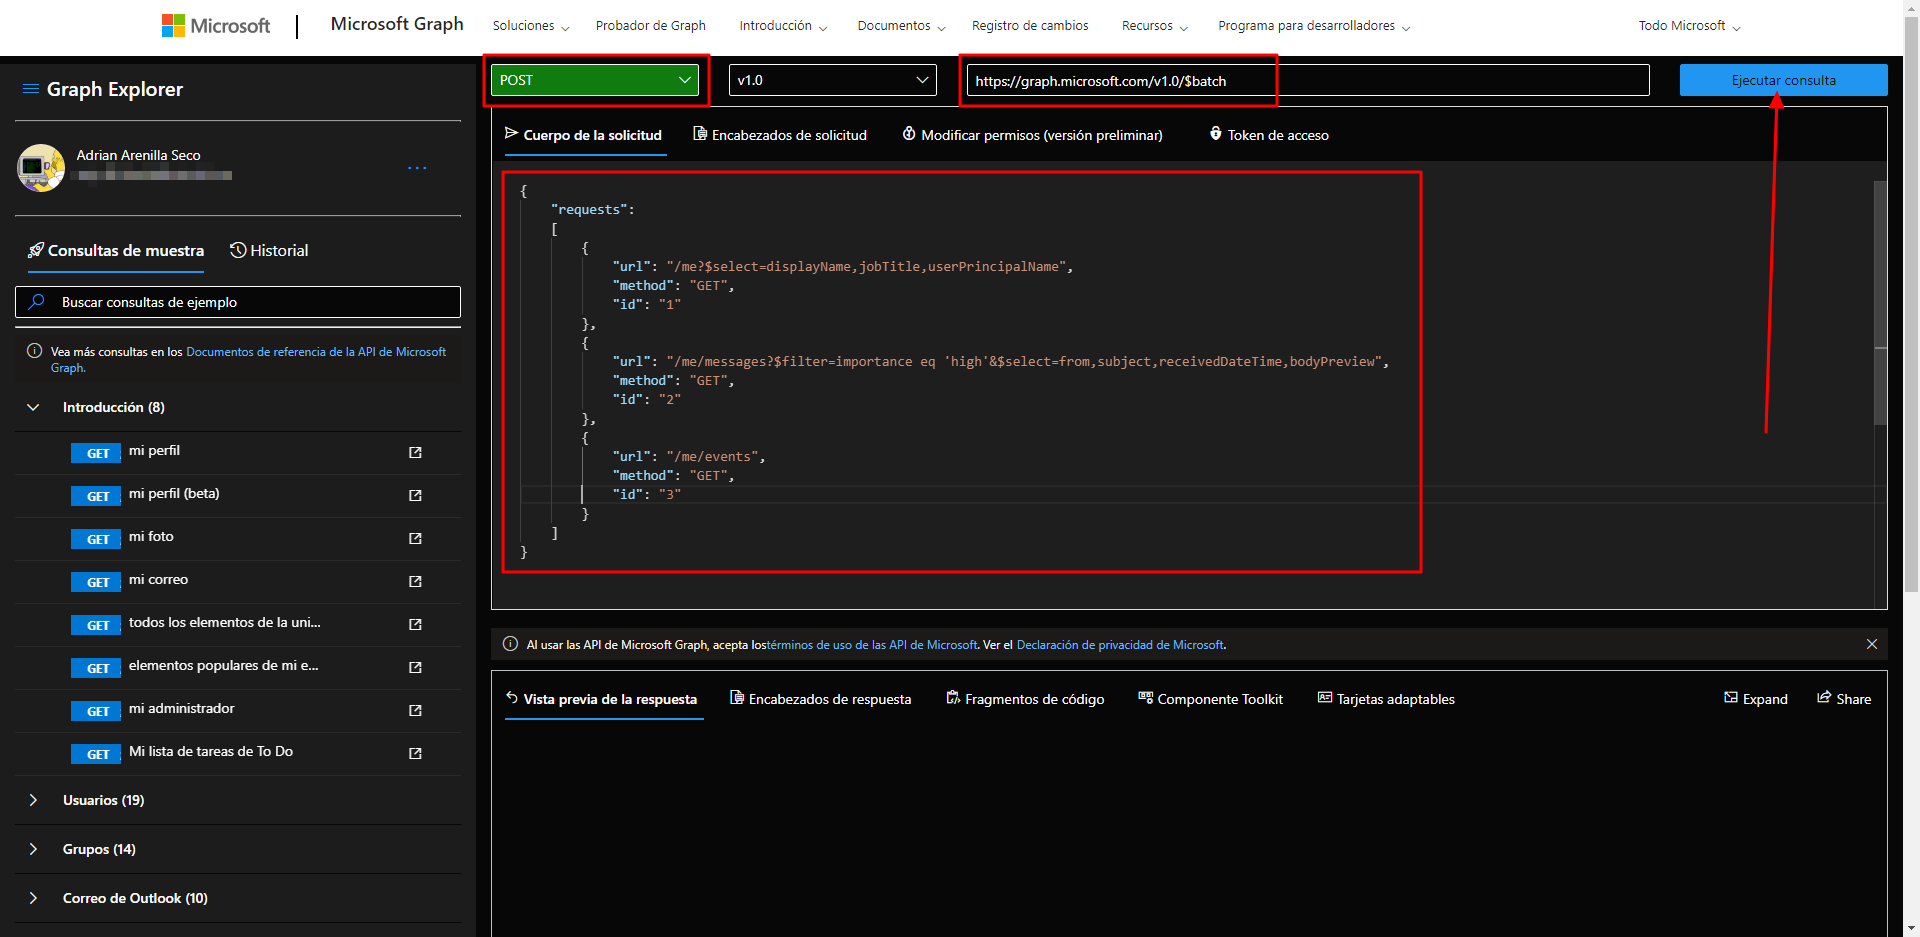 Microsoft
Microsoft Graph
Soluciones
Probador de Graph
Introducción
Documentos
Registro de cambios
Recursos
Programa para desarrolladores
Todo Microsoft
Graph Explorer
POST
v1.0
https://graph.microsoft.com/v1.0/$batch
Ejecutar consulta
Adrian Arenilla Seco
...
Consultas de muestra
Historial
Buscar consultas de ejemplo
Vea más consultas en los Documentos de referencia de la API de Microsoft
Graph.
Introducción (8)
GET mi perfil
GET mi perfil (beta)
GET mi foto
GET mi correo
GET todos los elementos de la uni...
GET elementos populares de mi e...
GET mi administrador
GET Mi lista de tareas de To Do
Usuarios (19)
Grupos (14)
Correo de Outlook (10)
Cuerpo de la solicitud
Encabezados de solicitud
Modificar permisos (versión preliminar)
Token de acceso
{
"requests":
[
{
"url": "/me?$select=displayName,jobTitle,userPrincipalName",
"method": "GET",
"id": "1"
},
{
"url": "/me/messages?$filter=importance eq 'high'&$select=from,subject,receivedDateTime,bodyPreview",
"method": "GET",
"id": "2"
},
{
"url": "/me/events",
"method": "GET",
"id": "3"
}
]
}
Al usar las API de Microsoft Graph, acepta lostérminos de uso de las API de Microsoft. Ver el Declaración de privacidad de Microsoft.
Vista previa de la respuesta
Encabezados de respuesta
Fragmentos de código
Componente Toolkit
Tarjetas adaptables
Expand
Share